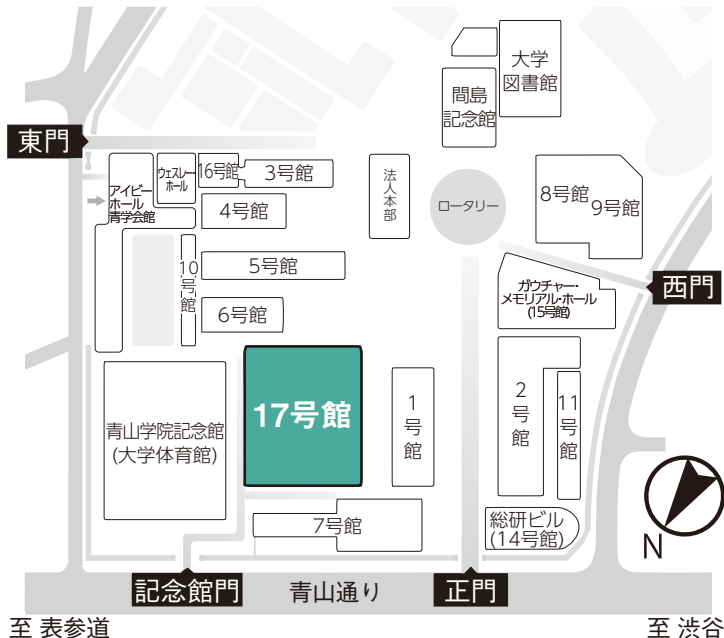 大学
図書館
間島
記念館
東門
ウェスレー・
ホール
16号館
3号館
法人本部
アイビー
ホール
青学会館
4号館
ロータリー
8号館
9号館
10号館
5号館
西門
ガウチャー・
メモリアル・ホール
(15号館)
6号館
17号館
1号館
2号館
11号館
青山学院記念館
(大学体育館)
7号館
総研ビル
(14号館)
N
記念館門
青山通り
正門
至 表参道
至 渋谷